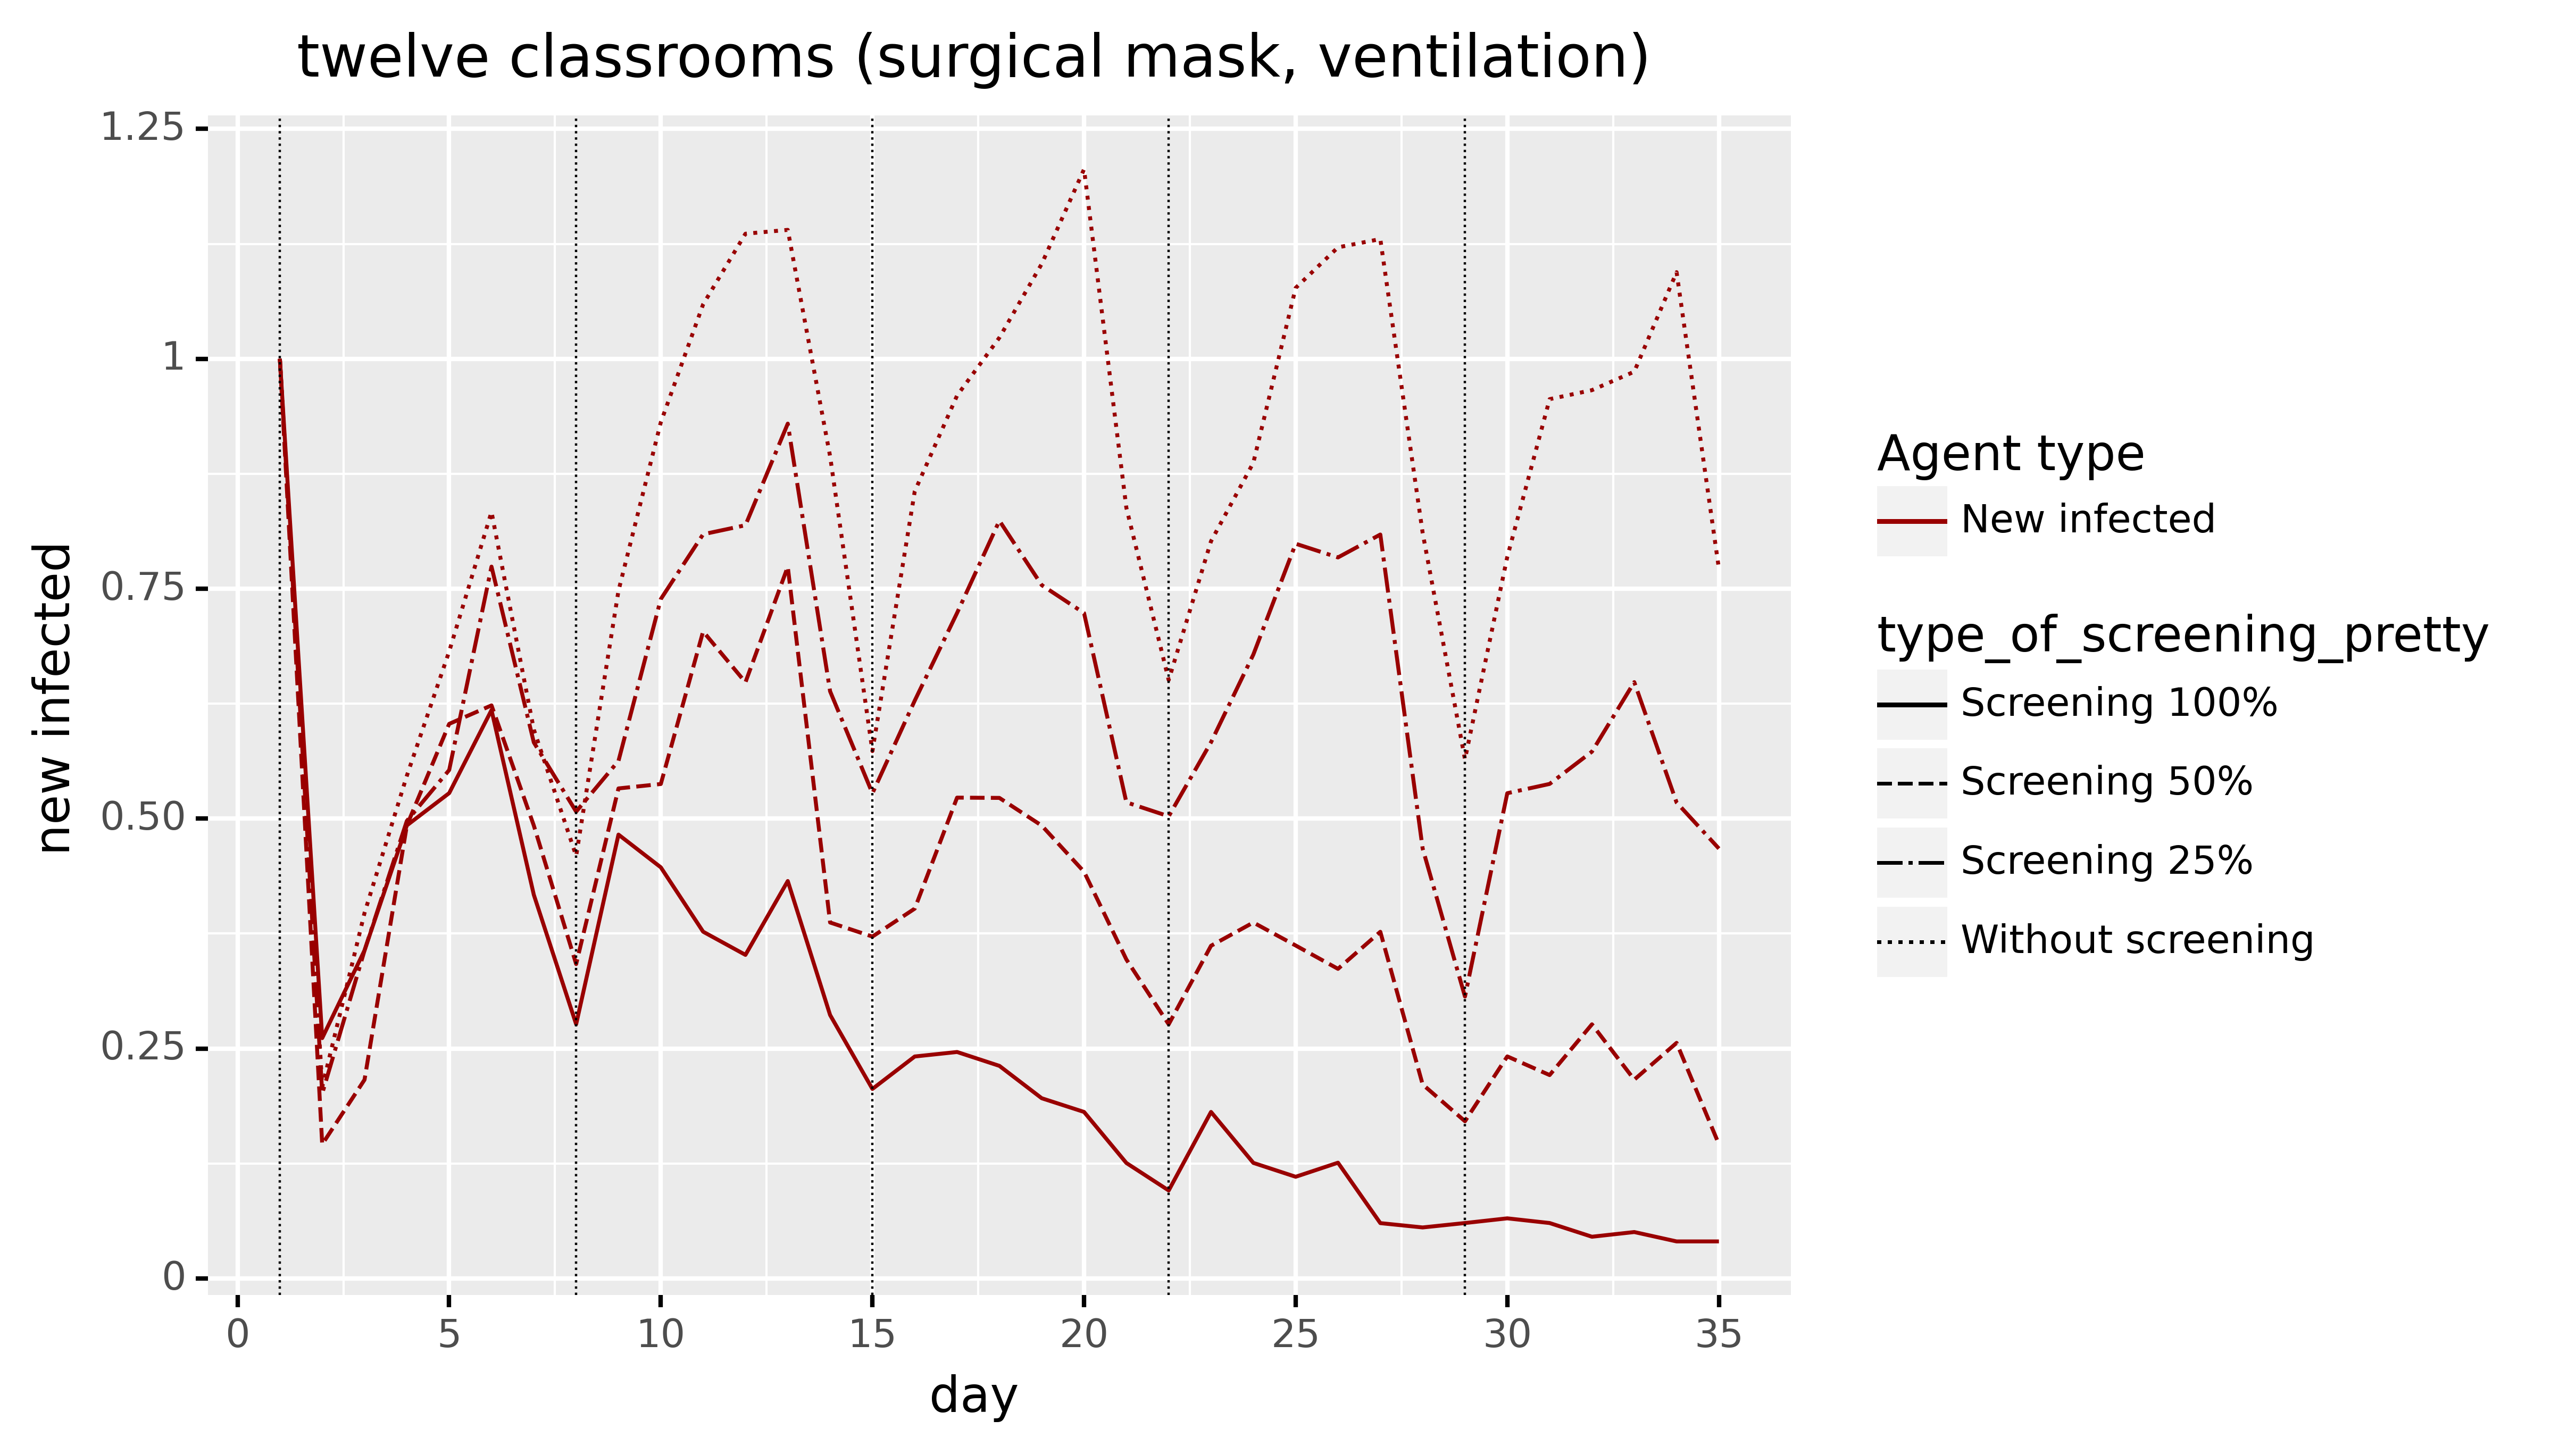 twelve classrooms (surgical mask, ventilation)
1.25
1
0.75
0.50
0.25
0
new infected
0 5 10 15 20 25 30 35
day
Agent type
New infected
type_of_screening_pretty
Screening 100%
Screening 50%
Screening 25%
Without screening